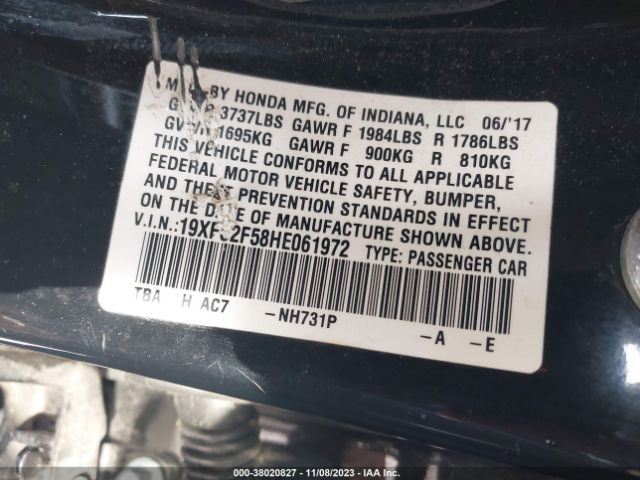 BY HONDA MFG. OF INDIANA, LLC 06/'17
3737LBS GAWR F 1984LBS R 1786LBS
1695KG GAWR F 900KG R 810KG
THIS VEHICLE CONFORMS TO ALL APPLICABLE
FEDERAL MOTOR VEHICLE SAFETY, BUMPER,
AND THEFT PREVENTION STANDARDS IN EFFECT
ON THE DATE OF MANUFACTURE SHOWN ABOVE.
V.I.N.: TYPE: PASSENGER CAR
TBA H AC7 -NH731P -A -E
000-38020827 - 11/08/2023 - IAA Inc.